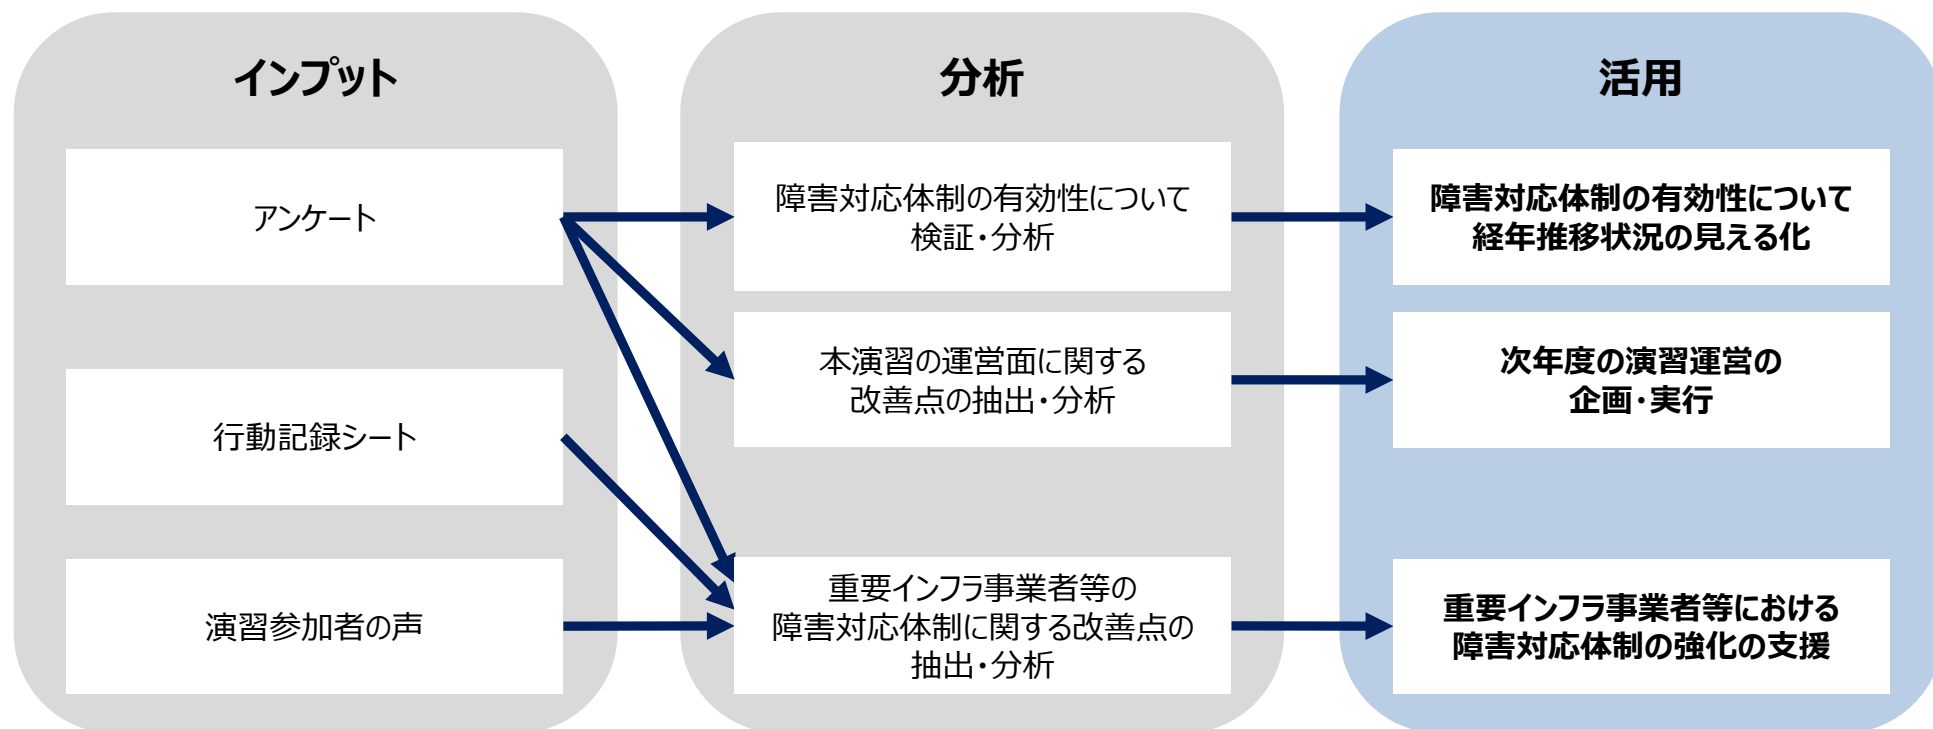 インプット
アンケート
行動記録シート
演習参加者の声
分析
障害対応体制の有効性について
検証・分析
本演習の運営面に関する
改善点の抽出・分析
重要インフラ事業者等の
障害対応体制に関する改善点の
抽出・分析
活用
障害対応体制の有効性について
経年推移状況の見える化
次年度の演習運営の
企画・実行
重要インフラ事業者等における
障害対応体制の強化の支援